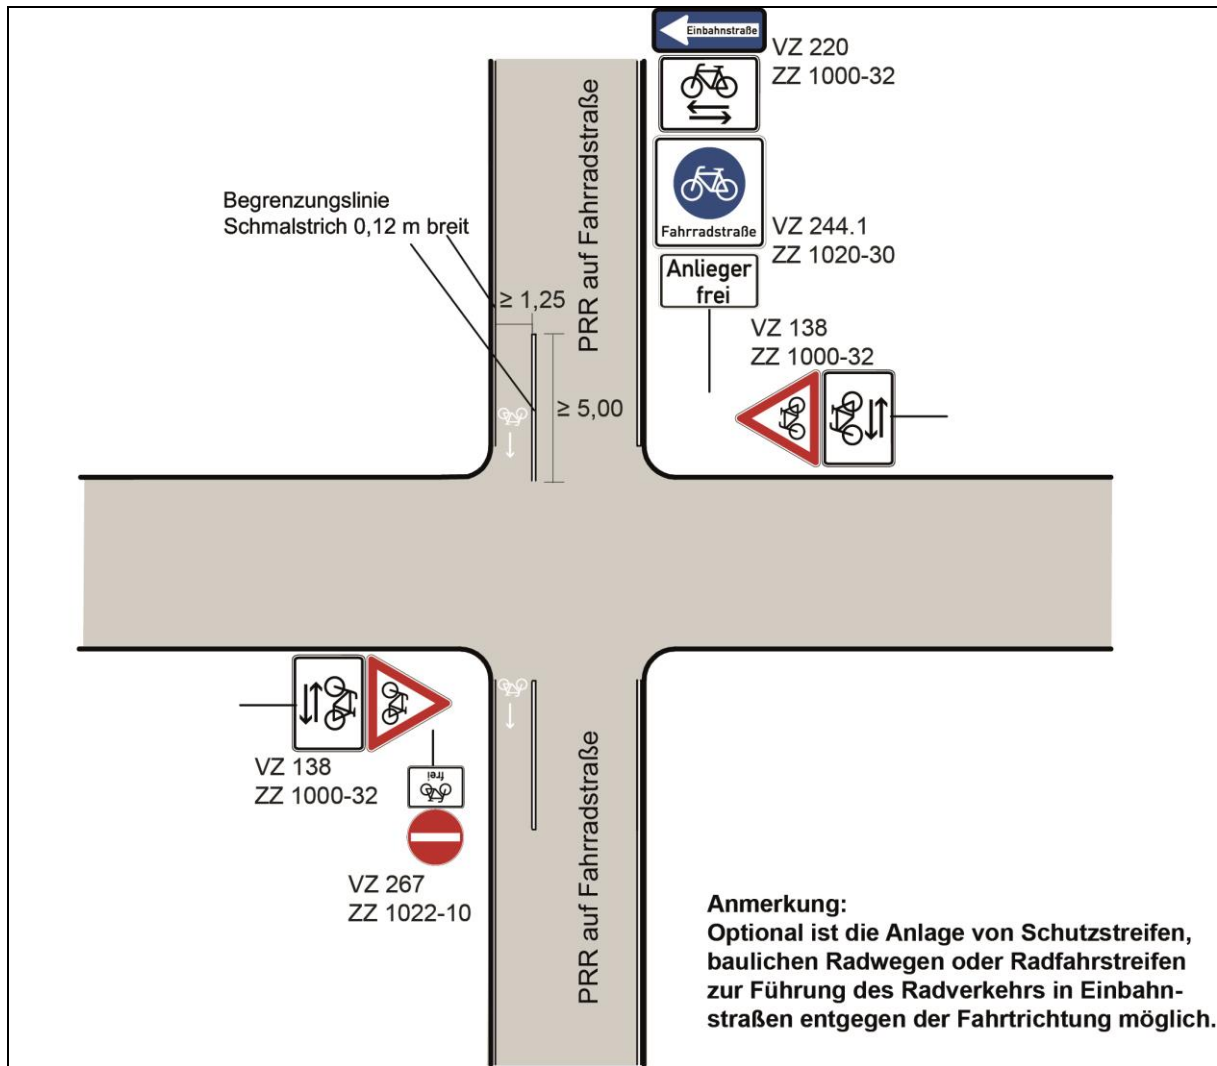 Einbahnstraße
VZ 220
ZZ 1000-32
Fahrradstraße
VZ 244.1
ZZ 1020-30
Anlieger
frei
VZ 138
ZZ 1000-32
PRR auf Fahrradstraße
Begrenzungslinie
Schmalstrich 0,12 m breit
≥ 1,25
≥ 5,00
VZ 138
ZZ 1000-32
frei
VZ 267
ZZ 1022-10
PRR auf Fahrradstraße
Anmerkung:
Optional ist die Anlage von Schutzstreifen,
baulichen Radwegen oder Radfahrstreifen
zur Führung des Radverkehrs in Einbahn-
straßen entgegen der Fahrtrichtung möglich.